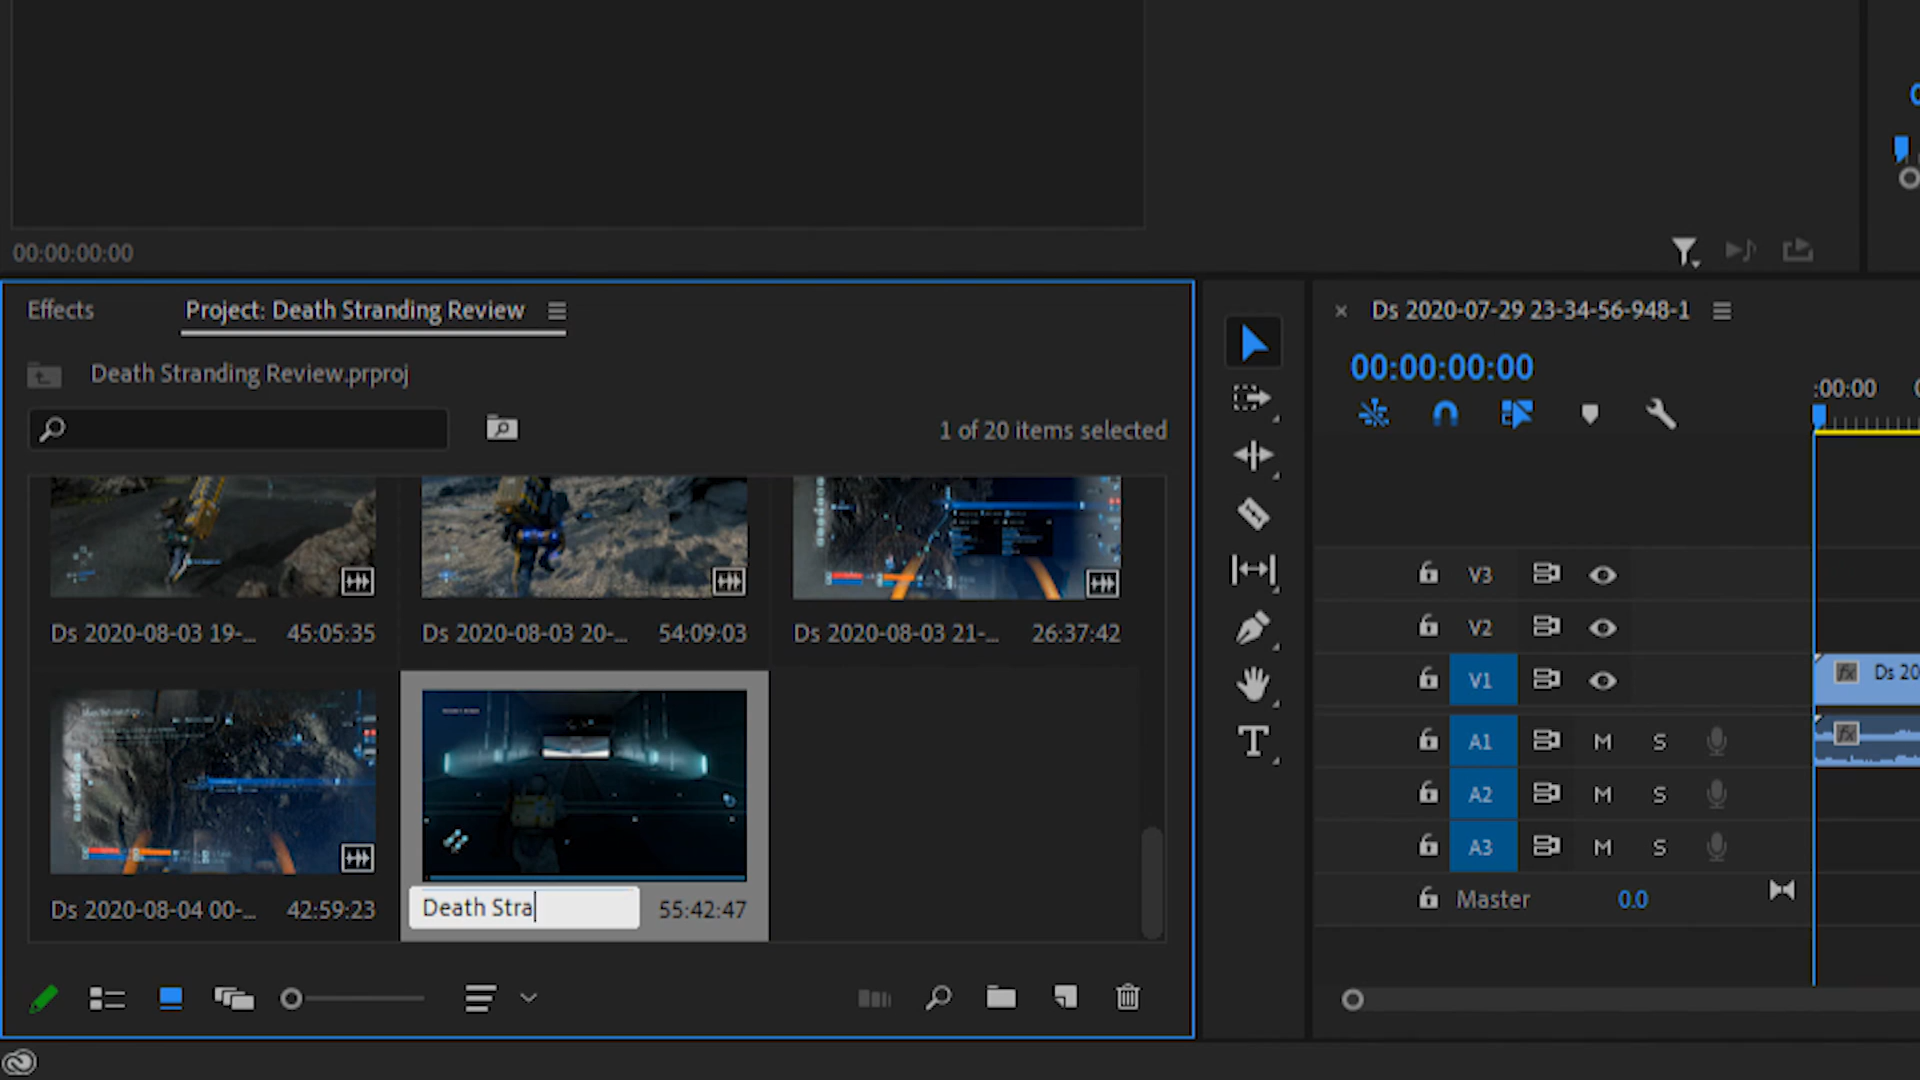 00:00:00:00
Effects
Project: Death Stranding Review
Death Stranding Review.prproj
1 of 20 items selected
Ds 2020-08-03 19-... 45:05:35
Ds 2020-08-03 20-... 54:09:03
Ds 2020-08-03 21-... 26:37:42
Ds 2020-08-04 00-... 42:59:23
Death Stra 55:42:47
T
Ds 2020-07-29 23-34-56-948-1
00:00:00:00
:00:00
V3
V2
V1
fx Ds 20
A1 M S
fx
A2 M S
A3 M S
Master 0.0